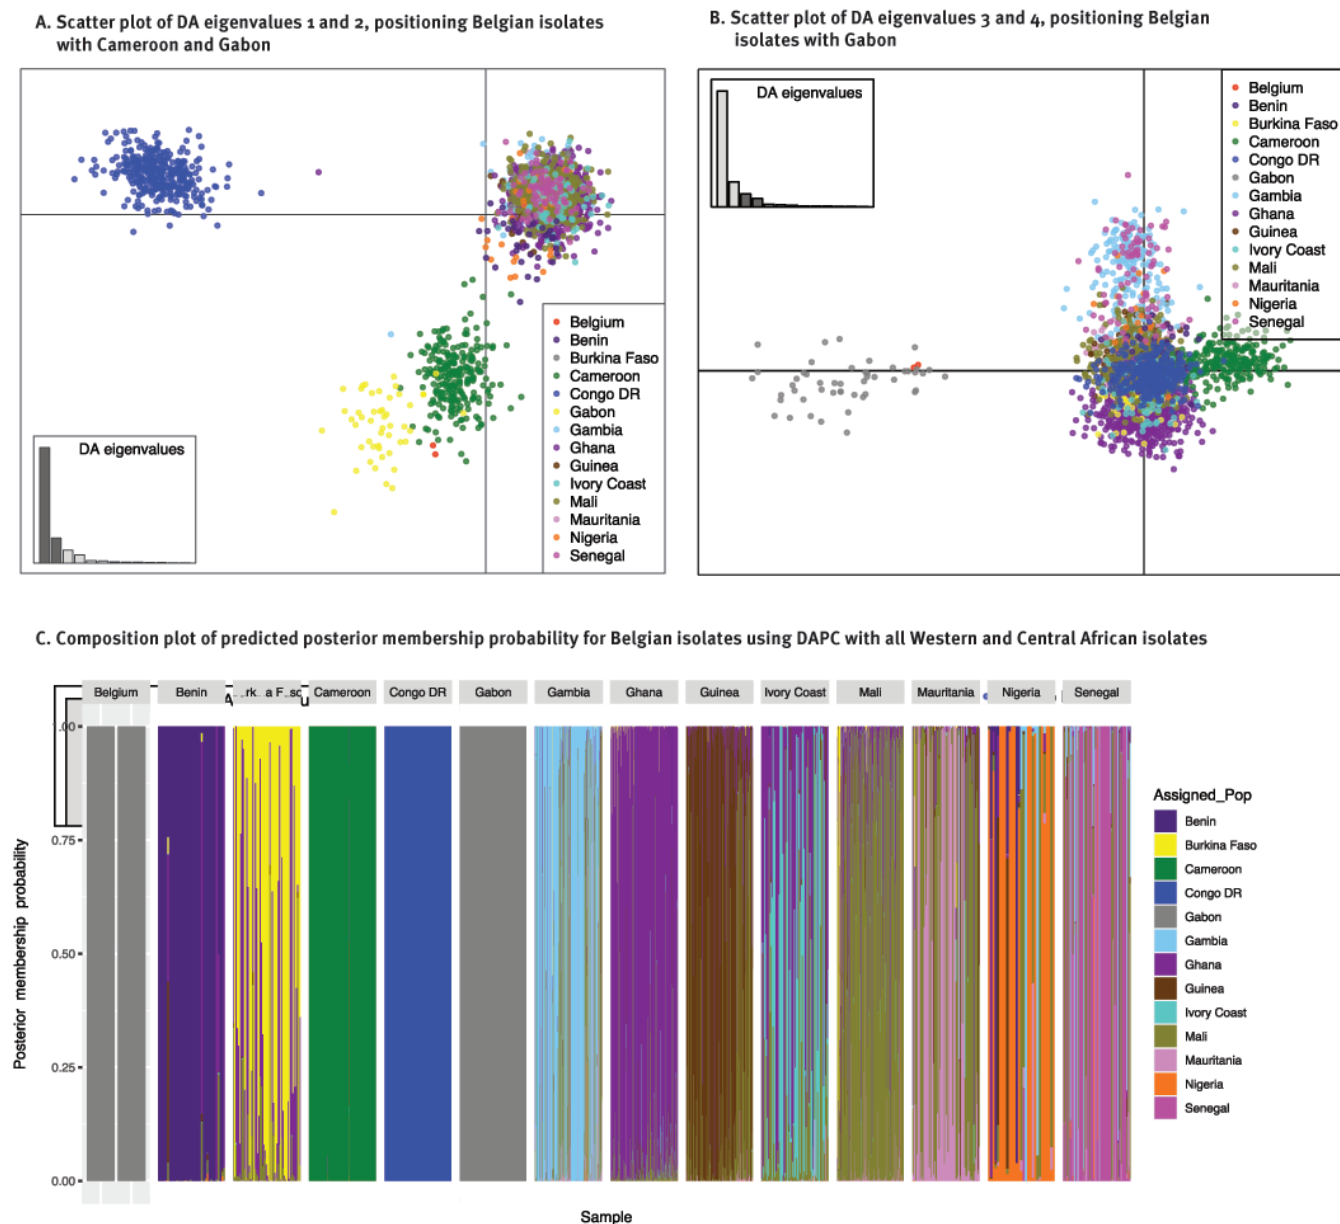 A. Scatter plot of DA eigenvalues 1 and 2, positioning Belgian isolates
with Cameroon and Gabon
B. Scatter plot of DA eigenvalues 3 and 4, positioning Belgian
isolates with Gabon
DA eigenvalues
Belgium
Benin
Burkina Faso
Cameroon
Congo DR
Gabon
Gambia
Ghana
Guinea
Ivory Coast
Mali
Mauritania
Nigeria
Senegal
DA eigenvalues
Belgium
Benin
Burkina Faso
Cameroon
Congo DR
Gabon
Gambia
Ghana
Guinea
Ivory Coast
Mali
Mauritania
Nigeria
Senegal
C. Composition plot of predicted posterior membership probability for Belgian isolates using DAPC with all Western and Central African isolates
Belgium Benin Cameroon Congo DR Gabon Gambia Ghana Guinea Ivory Coast Mali Mauritania Nigeria Senegal
Posterior membership probability
1.00
0.75
0.50
0.25
0.00
Sample
Assigned_Pop
Benin
Burkina Faso
Cameroon
Congo DR
Gabon
Gambia
Ghana
Guinea
Ivory Coast
Mali
Mauritania
Nigeria
Senegal